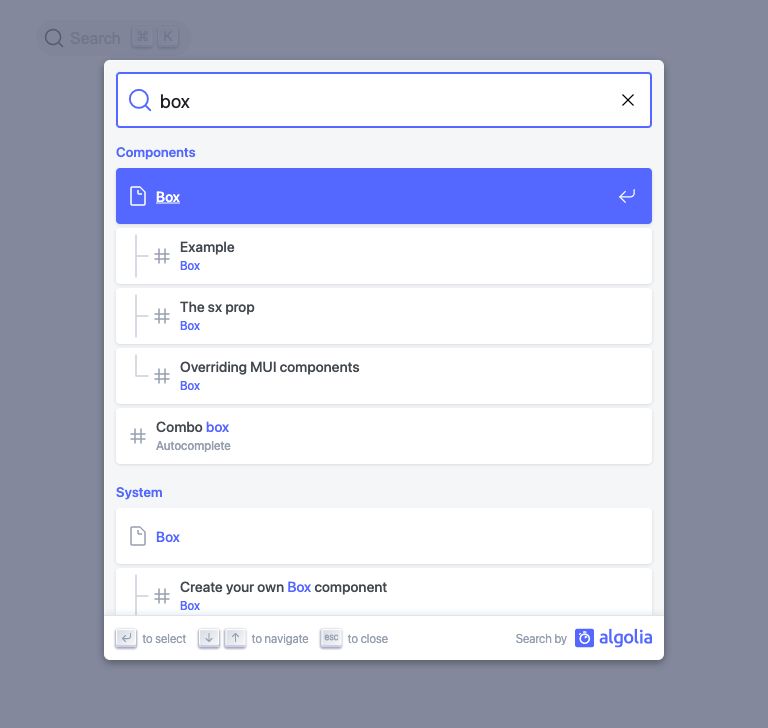 Search ⌘ K
box
Components
Box
Example
Box
The sx prop
Box
Overriding MUI components
Box
Combo box
Autocomplete
System
Box
Create your own Box component
Box
to select to navigate esc to close Search by algolia